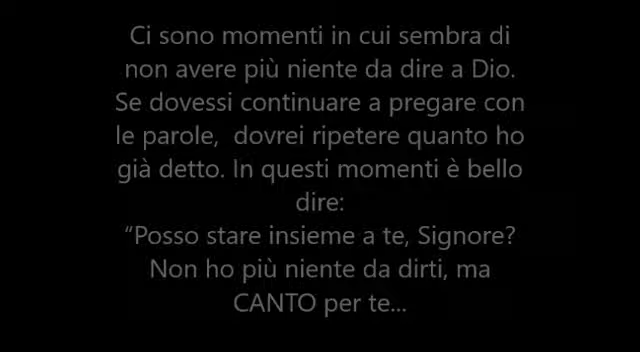 Ci sono momenti in cui sembra di
non avere più niente da dire a Dio.
Se dovessi continuare a pregare con
le parole, dovrei ripetere quanto ho
già detto. In questi momenti è bello
dire:
“Posso stare insieme a te, Signore?
Non ho più niente da dirti, ma
CANTO per te...